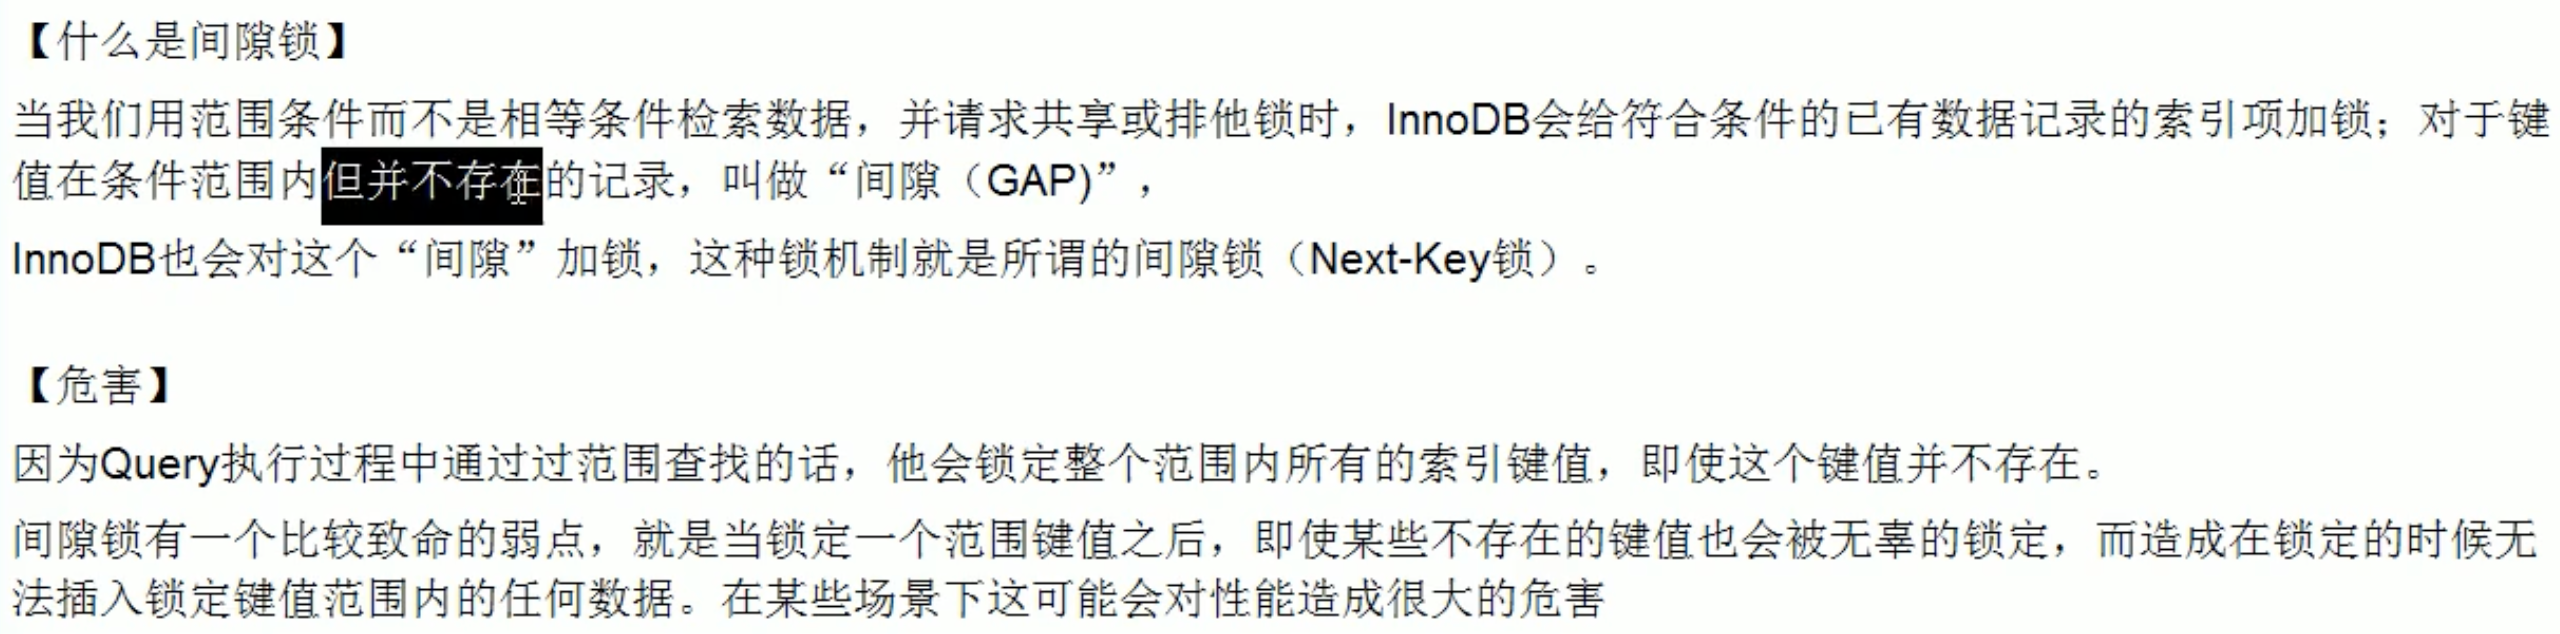 【什么是间隙锁】
当我们用范围条件而不是相等条件检索数据，并请求共享或排他锁时，InnoDB会给符合条件的已有数据记录的索引项加锁；对于键
值在条件范围内但并不存在的记录，叫做“间隙（GAP)”，
InnoDB也会对这个“间隙”加锁，这种锁机制就是所谓的间隙锁（Next-Key锁）。
【危害】
因为Query执行过程中通过过范围查找的话，他会锁定整个范围内所有的索引键值，即使这个键值并不存在。
间隙锁有一个比较致命的弱点，就是当锁定一个范围键值之后，即使某些不存在的键值也会被无辜的锁定，而造成在锁定的时候无
法插入锁定键值范围内的任何数据。在某些场景下这可能会对性能造成很大的危害